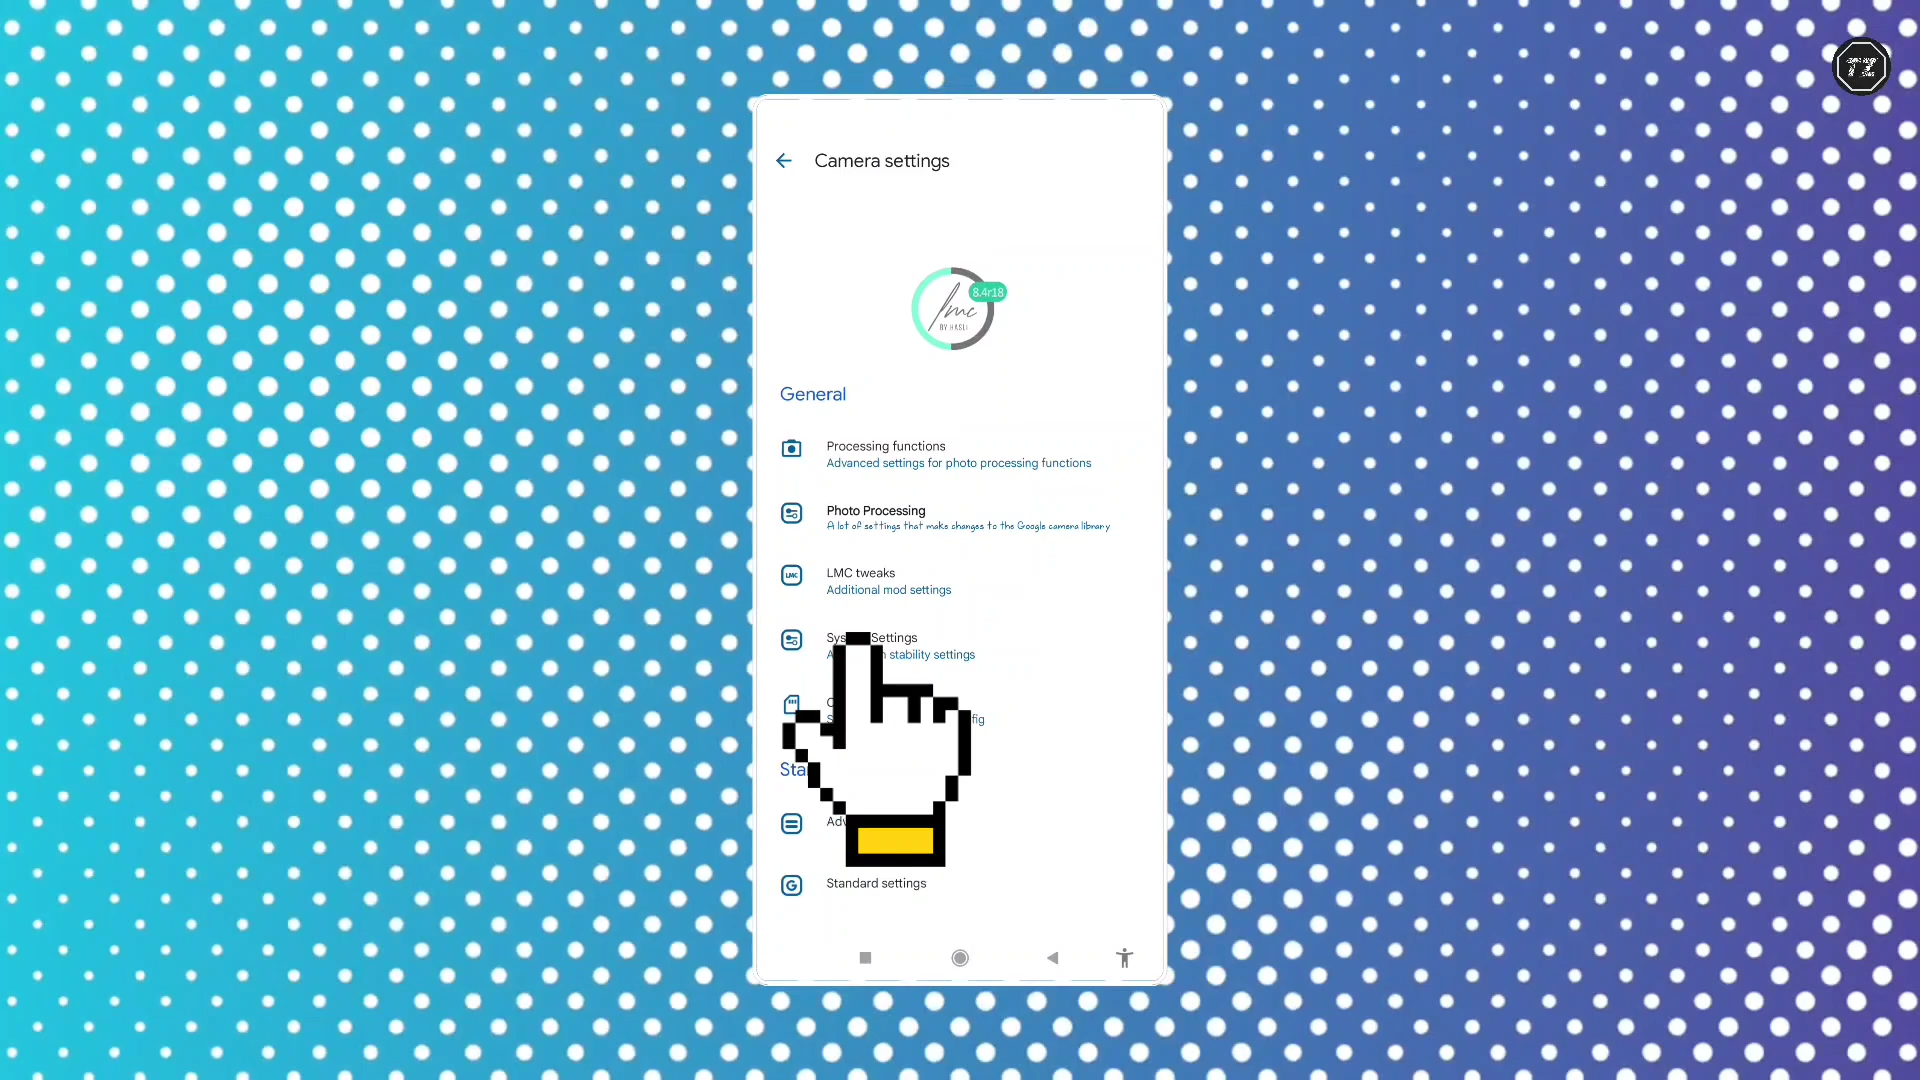 TZ
Camera settings
8.4r18
lmc
BY HASLI
General
Processing functions
Advanced settings for photo processing functions
Photo Processing
A lot of settings that make changes to the Google camera library
LMC tweaks
LMC
Additional mod settings
Settings
stability settings
Standard settings